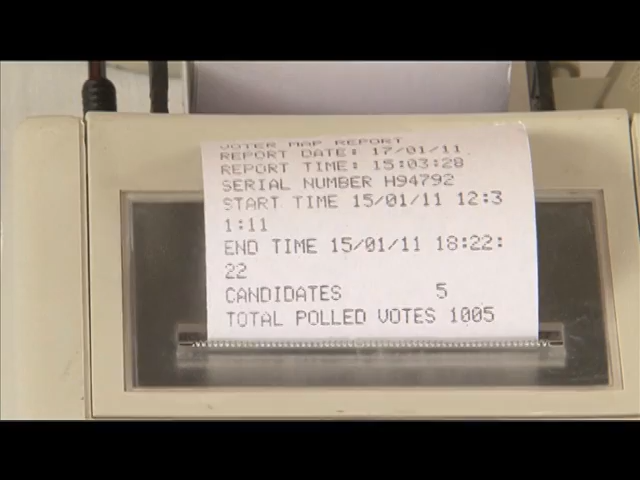 VOTER MAP REPORT
REPORT DATE: 17/01/11.
REPORT TIME: 15:03:28
SERIAL NUMBER H94792
START TIME 15/01/11 12:3
1:11
END TIME 15/01/11 18:22:
22
CANDIDATES 5
TOTAL POLLED VOTES 1005